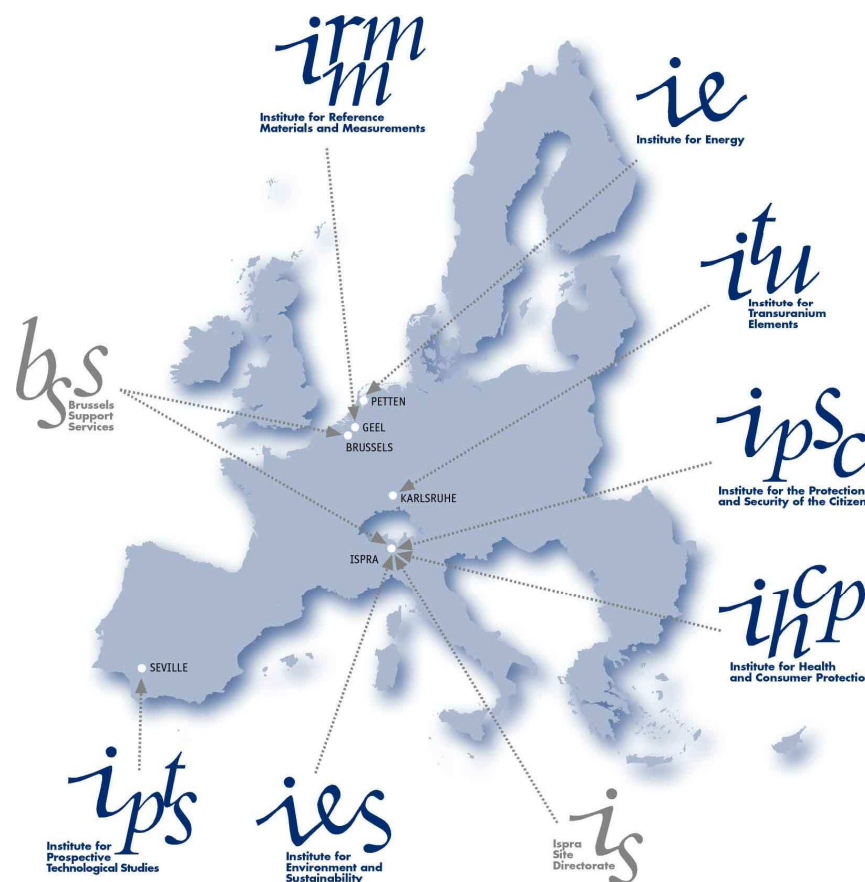 irmm
Institute for Reference
Materials and Measurements
ie
Institute for Energy
itu
Institute for
Transuranium
Elements
bss
Brussels
Support
Services
PETTEN
GEEL
BRUSSELS
KARLSRUHE
ipsc
Institute for the Protection
and Security of the Citizen
ISPRA
ihcp
Institute for Health
and Consumer Protectio
SEVILLE
ipts
Institute for
Prospective
Technological Studies
ies
Institute for
Environment and
Sustainability
is
Ispra
Site
Directorate